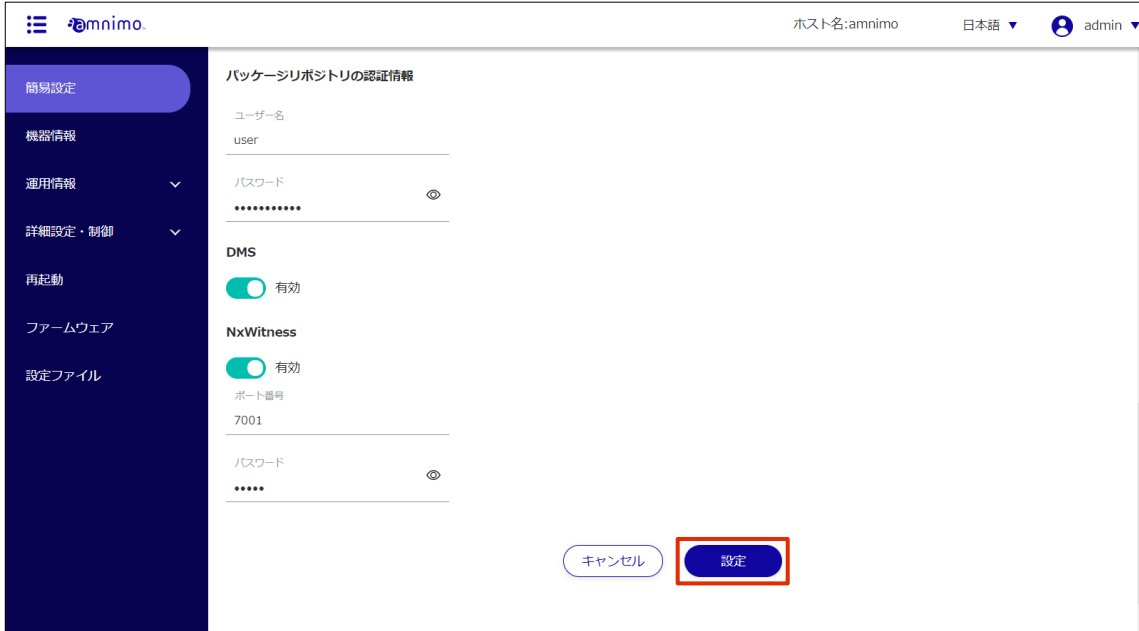 amnimo
ホスト名:amnimo
日本語 ▼
admin ▼
簡易設定
機器情報
運用情報
詳細設定・制御
再起動
ファームウェア
設定ファイル
パッケージリポジトリの認証情報
ユーザー名
user
パスワード
•••••••••••
DMS
有効
NxWitness
有効
ポート番号
7001
パスワード
•••••
キャンセル
設定